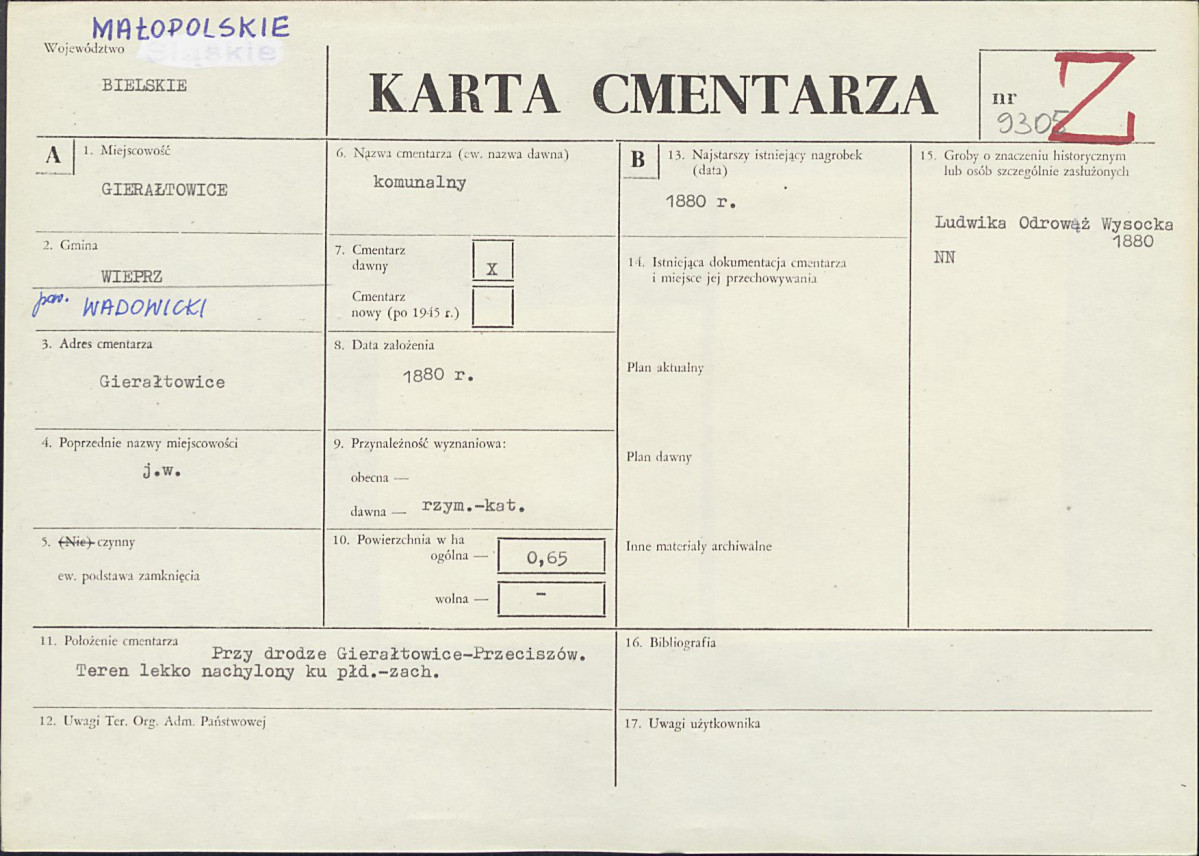 MAŁOPOLSKIE
Województwo
Śląskie
BIELSKIE
KARTA CMENTARZA
nr
9305
Z
A
1. Miejscowość
GIERAŁTOWICE
2. Gmina
WIEPRZ
pow. WADOWICKI
3. Adres cmentarza
Gierałtowice
4. Poprzednie nazwy miejscowości
j.w.
5. (Nie) czynny
ew. podstawa zamknięcia
6. Nazwa cmentarza (ew. nazwa dawna)
komunalny
7. Cmentarz
dawny
X
Cmentarz
nowy (po 1945 r.)
8. Data założenia
1880 r.
9. Przynależność wyznaniowa:
obecna —
dawna — rzym.-kat.
10. Powierzchnia w ha
ogólna — 0,65
wolna — -
B
13. Najstarszy istniejący nagrobek
(data)
1880 r.
14. Istniejąca dokumentacja cmentarza
i miejsce jej przechowywania
Plan aktualny
Plan dawny
Inne materiały archiwalne
15. Groby o znaczeniu historycznym
lub osób szczególnie zasłużonych
Ludwika Odrowąż Wysocka
1880
NN
11. Położenie cmentarza
Przy drodze Gierałtowice-Przeciszów.
Teren lekko nachylony ku płd.-zach.
12. Uwagi Ter. Org. Adm. Państwowej
16. Bibliografia
17. Uwagi użytkownika